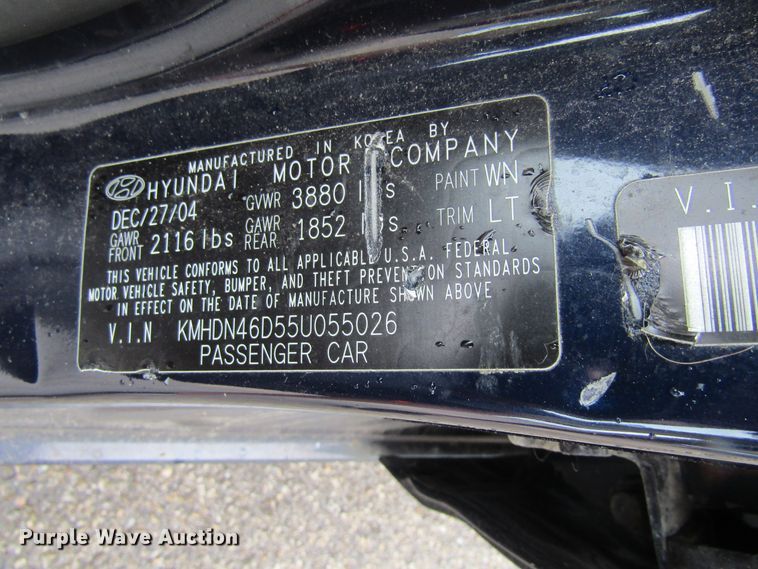 MANUFACTURED IN KOREA BY
HYUNDAI MOTOR COMPANY
DEC/27/04 GVWR 3880 lbs PAINT WN
GAWR FRONT 2116 lbs GAWR REAR 1852 lbs TRIM LT
THIS VEHICLE CONFORMS TO ALL APPLICABLE U.S.A. FEDERAL
MOTOR VEHICLE SAFETY, BUMPER, AND THEFT PREVENTION STANDARDS
IN EFFECT ON THE DATE OF MANUFACTURE SHOWN ABOVE
V.I.N KMHDN46D55U055026
PASSENGER CAR
V.I.
Purple Wave Auction